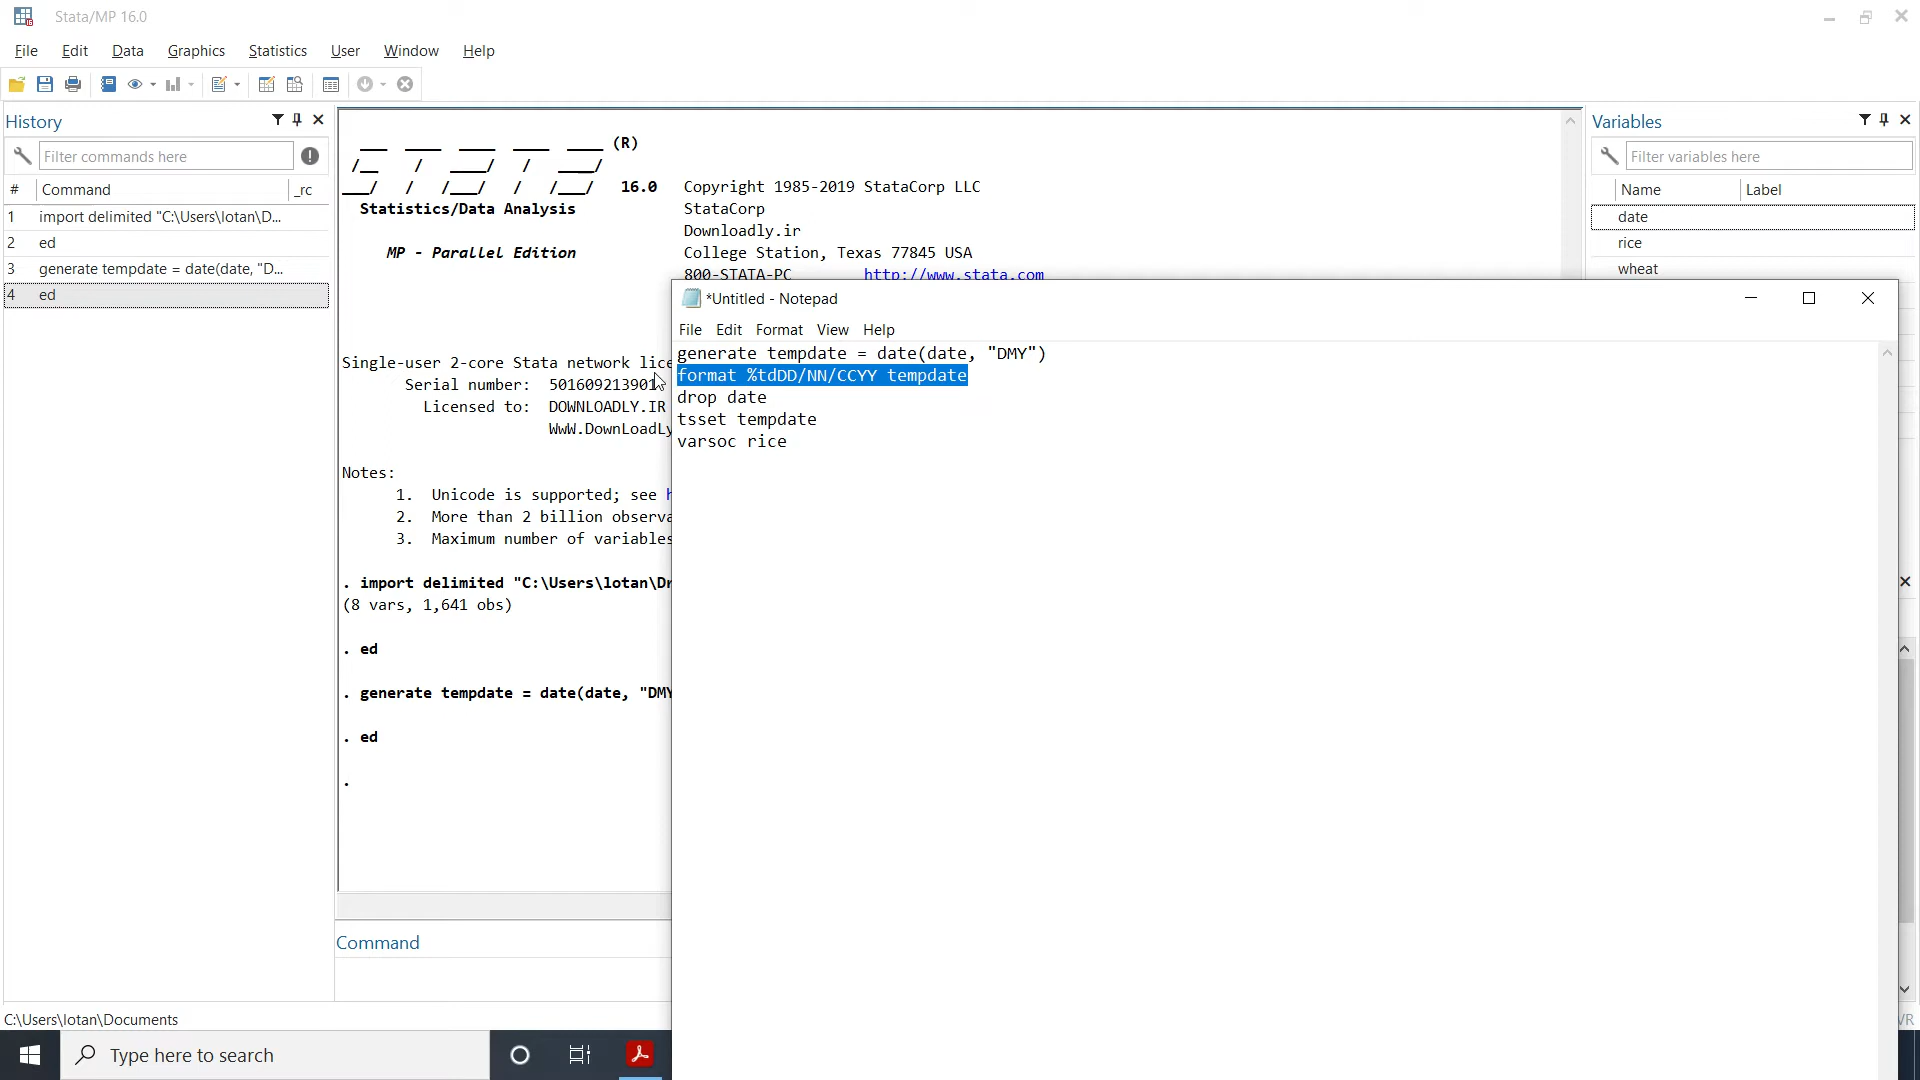 Stata/MP 16.0
File Edit Data Graphics Statistics User Window Help
History
Filter commands here
# Command _rc
1 import delimited "C:\Users\lotan\D...
2 ed
3 generate tempdate = date(date, "D...
4 ed
(R)
16.0 Copyright 1985-2019 StataCorp LLC
Statistics/Data Analysis StataCorp
Downloadly.ir
MP - Parallel Edition College Station, Texas 77845 USA
800-STATA-PC http://www.stata.com
Single-user 2-core Stata network lice
Serial number: 501609213901
Licensed to: DOWNLOADLY.IR
WwW.DownLoadLy
Notes:
1. Unicode is supported; see h
2. More than 2 billion observa
3. Maximum number of variables
. import delimited "C:\Users\lotan\Dr
(8 vars, 1,641 obs)
. ed
. generate tempdate = date(date, "DMY
. ed
.
Command
Variables
Filter variables here
Name Label
date
rice
wheat
*Untitled - Notepad
File Edit Format View Help
generate tempdate = date(date, "DMY")
format %tdDD/NN/CCYY tempdate
drop date
tsset tempdate
varsoc rice
C:\Users\lotan\Documents
VR
Type here to search